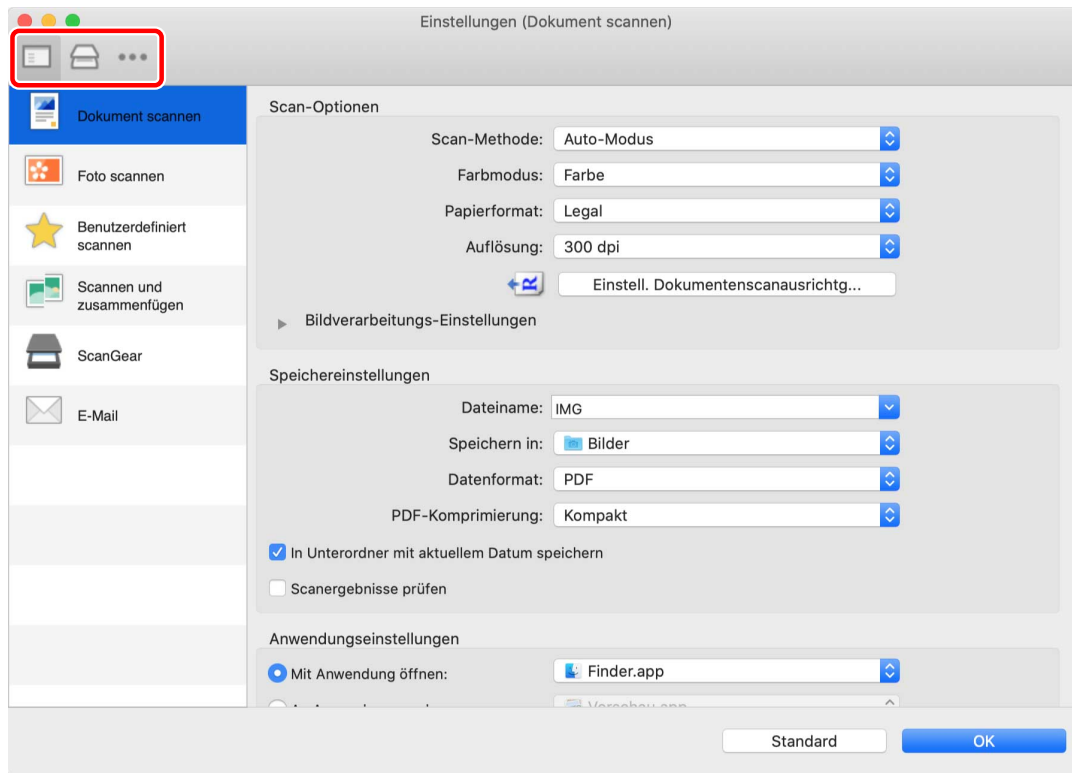 Einstellungen (Dokument scannen)
Dokument scannen
Foto scannen
Benutzerdefiniert
scannen
Scannen und
zusammenfügen
ScanGear
E-Mail
Scan-Optionen
Scan-Methode: Auto-Modus
Farbmodus: Farbe
Papierformat: Legal
Auflösung: 300 dpi
R Einstell. Dokumentenscanausrichtg...
Bildverarbeitungs-Einstellungen
Speichereinstellungen
Dateiname: IMG
Speichern in: Bilder
Datenformat: PDF
PDF-Komprimierung: Kompakt
In Unterordner mit aktuellem Datum speichern
Scanergebnisse prüfen
Anwendungseinstellungen
Mit Anwendung öffnen: Finder.app
Standard OK